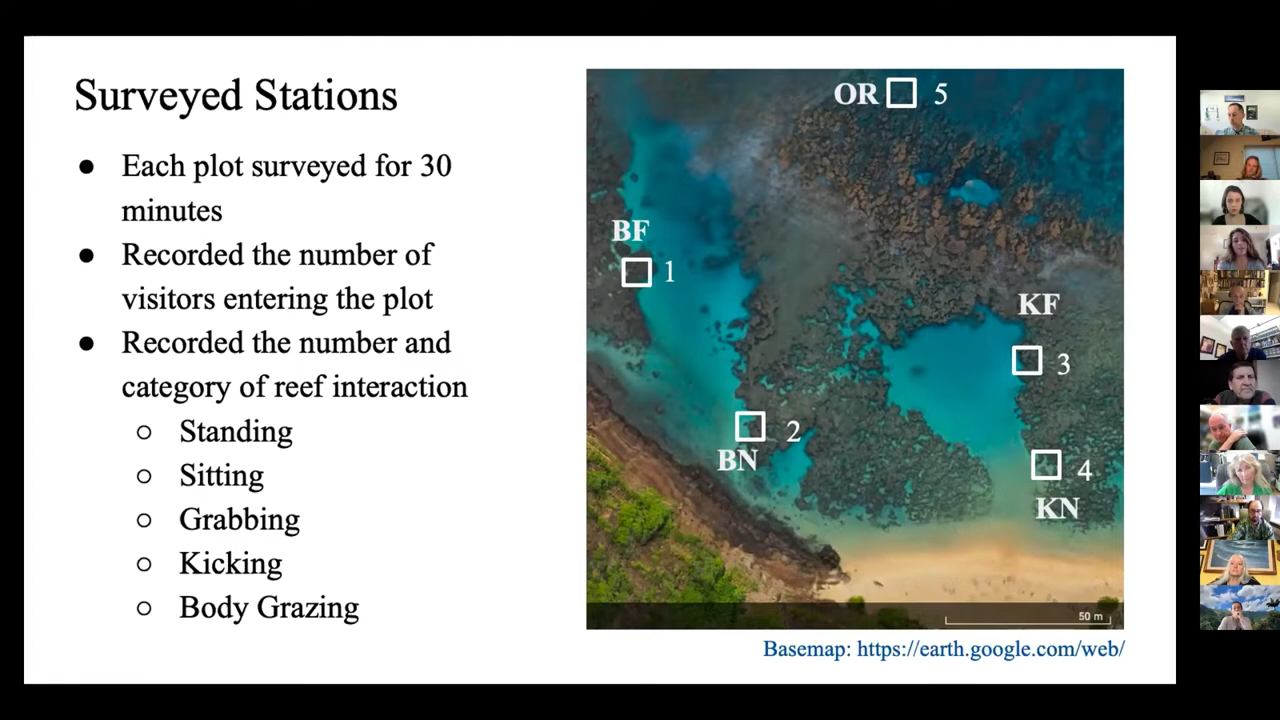 Surveyed Stations
● Each plot surveyed for 30
minutes
● Recorded the number of
visitors entering the plot
● Recorded the number and
category of reef interaction
○ Standing
○ Sitting
○ Grabbing
○ Kicking
○ Body Grazing
OR 5
BF
1
KF
3
2
BN
4
KN
50 m
Basemap: https://earth.google.com/web/